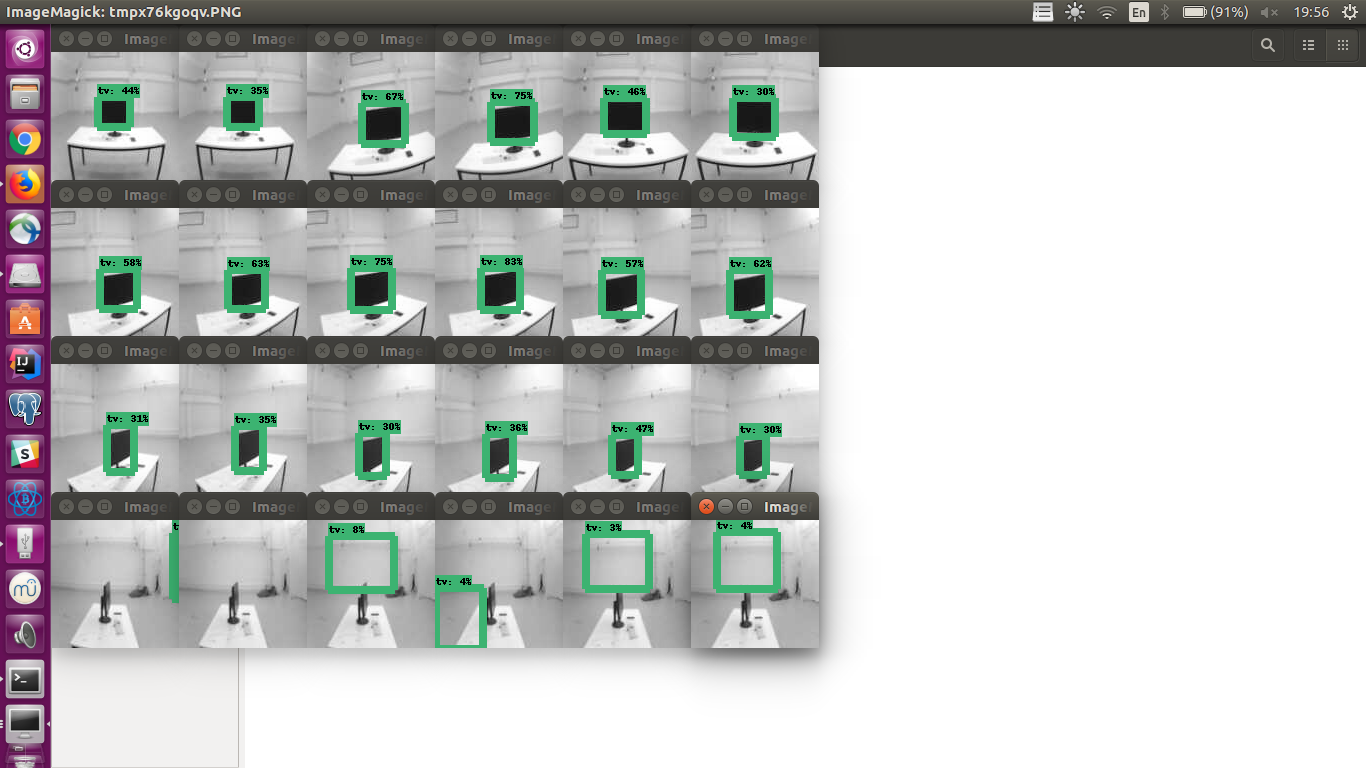 ImageMagick: tmpx76kgoqv.PNG
En
(91%)
19:56
Image Image Image Image Image Image
tv: 44% tv: 35% tv: 67% tv: 75% tv: 46% tv: 30%
Image Image Image Image Image Image
tv: 58% tv: 63% tv: 75% tv: 83% tv: 57% tv: 62%
Image Image Image Image Image Image
tv: 31% tv: 35% tv: 30% tv: 36% tv: 47% tv: 30%
Image Image Image Image Image Image
t tv: 8% tv: 4% tv: 3% tv: 4%
A
IJ
S
B
mu
>_